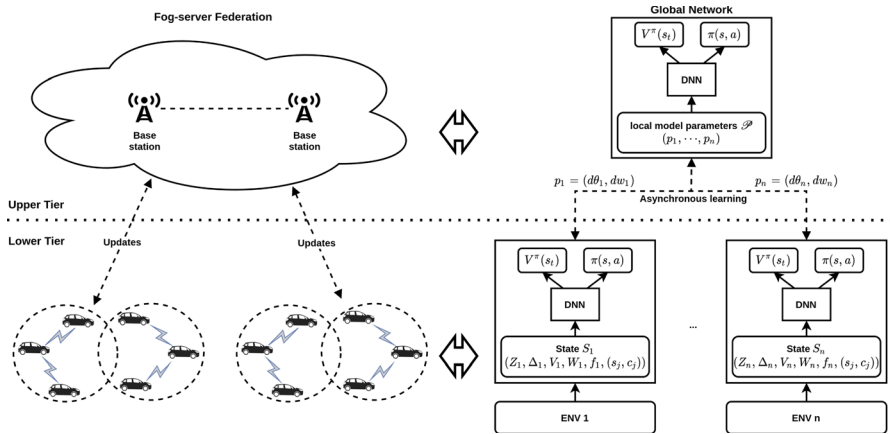 Fog-server Federation
Base
station
Base
station
Upper Tier
Lower Tier
Updates
Updates
Global Network
V^π(s_t)
π(s, a)
DNN
local model parameters 𝒫
(p_1, ···, p_n)
p_1 = (dθ_1, dw_1)
p_n = (dθ_n, dw_n)
Asynchronous learning
V^π(s_t)
π(s, a)
DNN
State S_1
(Z_1, Δ_1, V_1, W_1, f_1, (s_j, c_j))
ENV 1
...
V^π(s_t)
π(s, a)
DNN
State S_n
(Z_n, Δ_n, V_n, W_n, f_n, (s_j, c_j))
ENV n